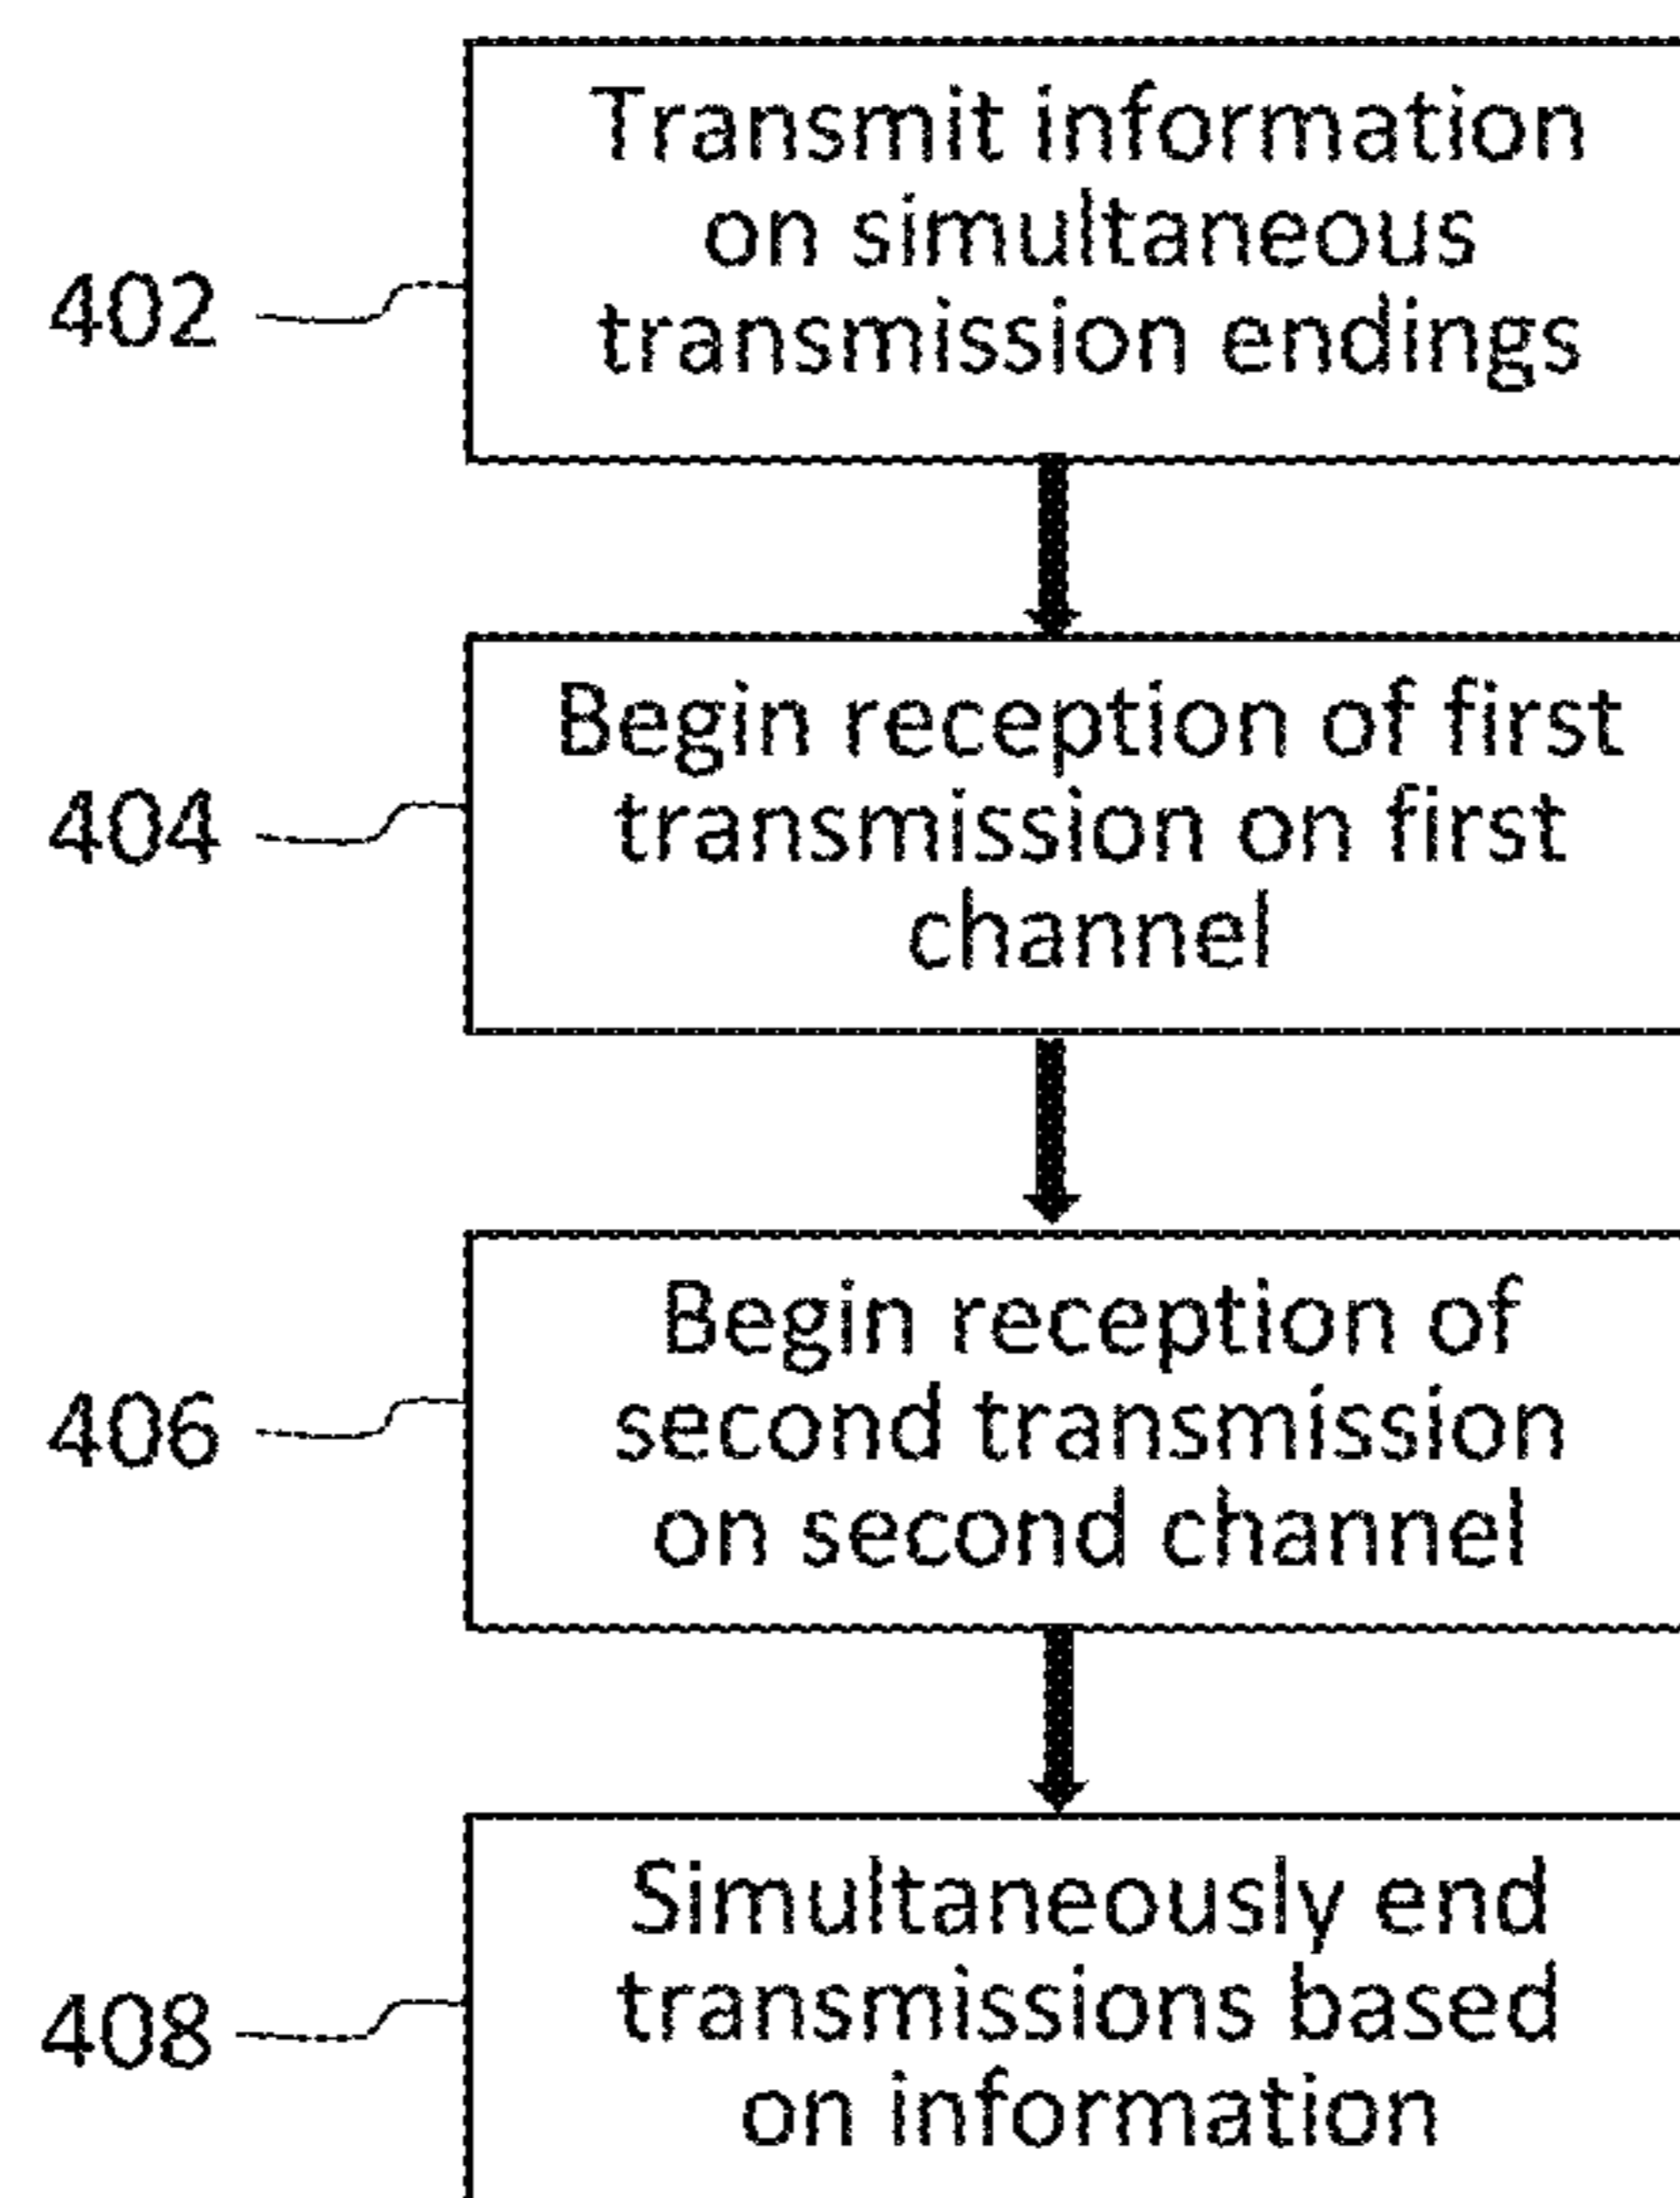 Transmit information
on simultaneous
transmission endings
402
Begin reception of first
transmission on first
channel
404
Begin reception of
second transmission
on second channel
406
Simultaneously end
transmissions based
on information
408